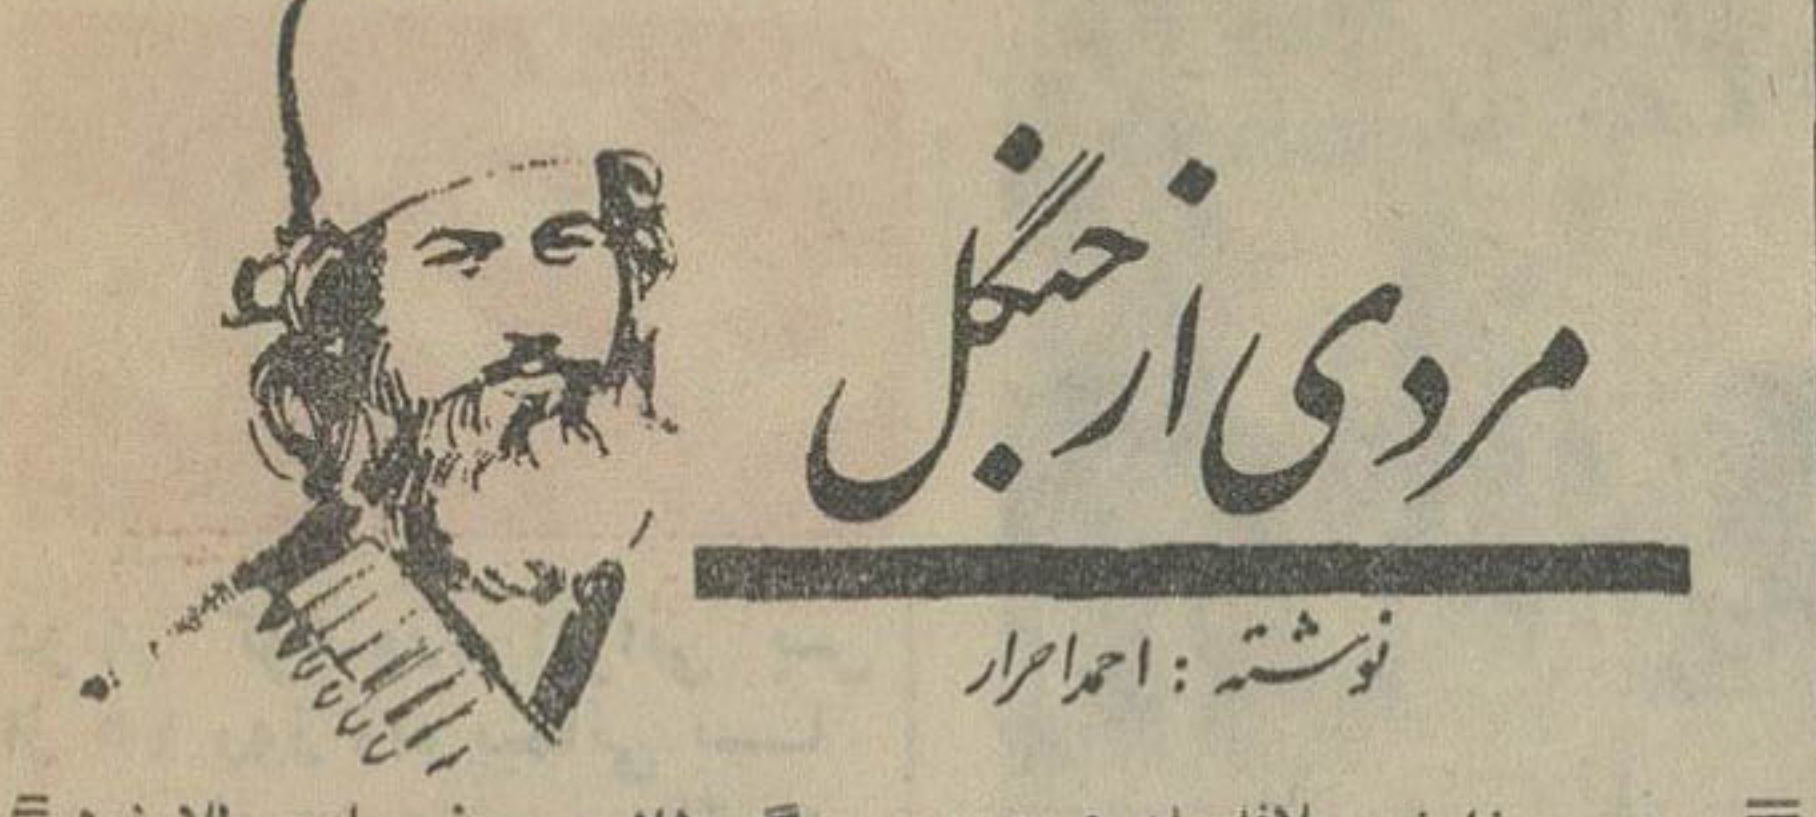 مردی از جنگل
نوشته : احمد احرار